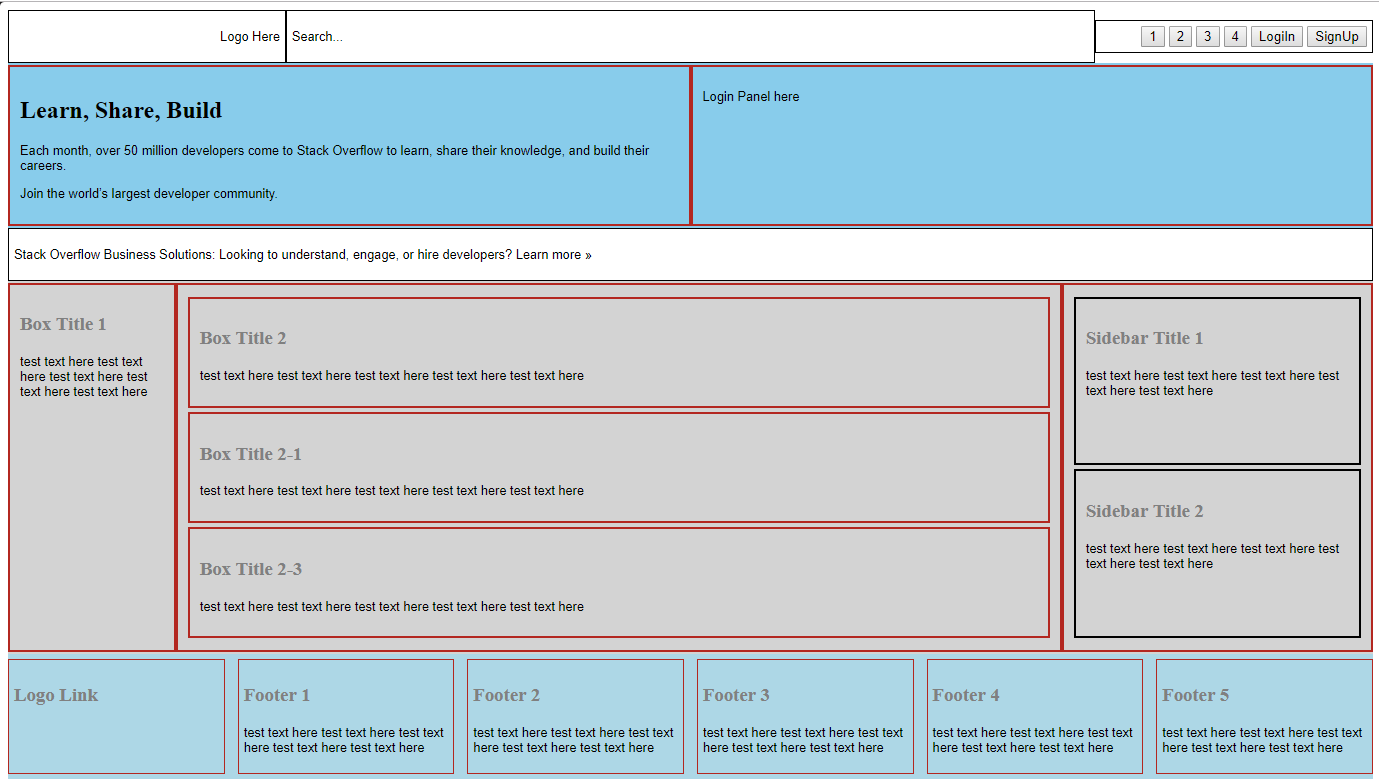 Logo Here
Search...
1
2
3
4
LogiIn
SignUp
Learn, Share, Build
Each month, over 50 million developers come to Stack Overflow to learn, share their knowledge, and build their
careers.
Join the world's largest developer community.
Login Panel here
Stack Overflow Business Solutions: Looking to understand, engage, or hire developers? Learn more »
Box Title 1
test text here test text
here test text here test
text here test text here
Box Title 2
test text here test text here test text here test text here test text here
Box Title 2-1
test text here test text here test text here test text here test text here
Box Title 2-3
test text here test text here test text here test text here test text here
Sidebar Title 1
test text here test text here test text here test
text here test text here
Sidebar Title 2
test text here test text here test text here test
text here test text here
Logo Link
Footer 1
test text here test text here test text
here test text here test text here
Footer 2
test text here test text here test text
here test text here test text here
Footer 3
test text here test text here test text
here test text here test text here
Footer 4
test text here test text here test text
here test text here test text here
Footer 5
test text here test text here test text
here test text here test text here